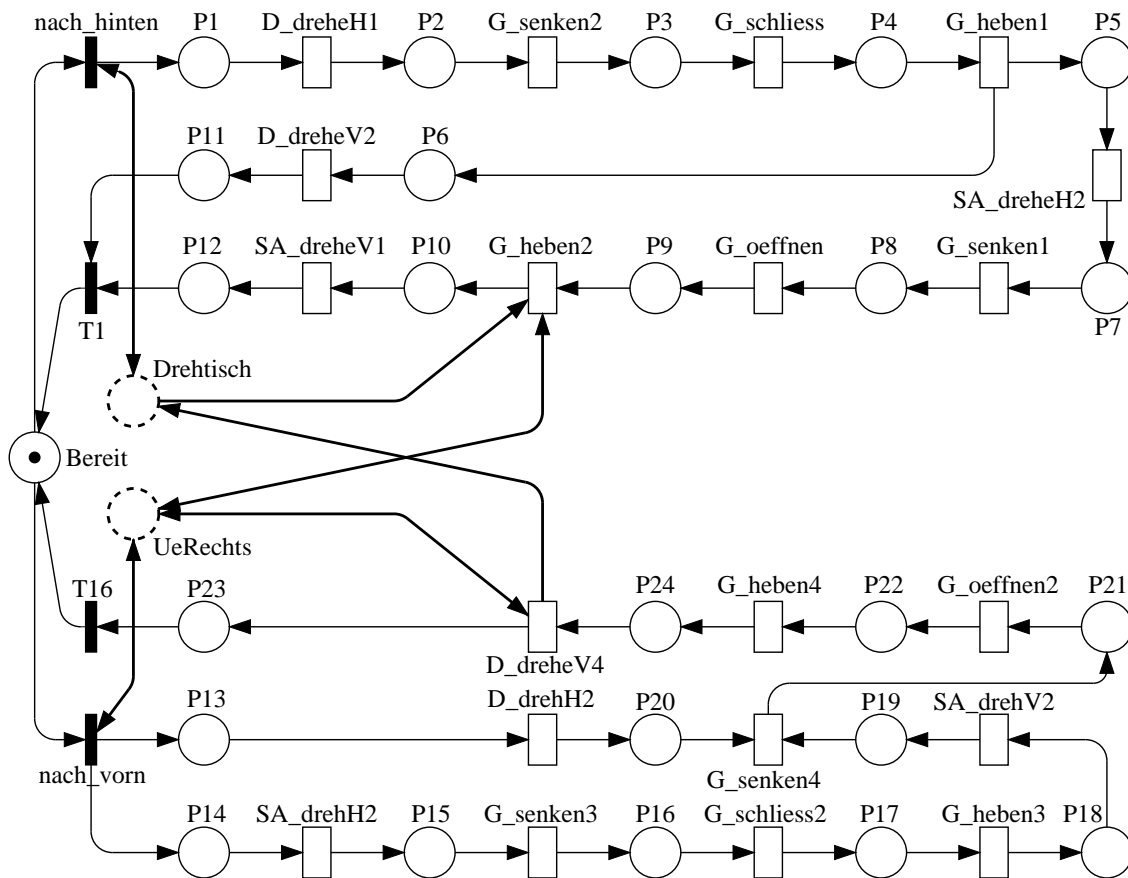 nach_hinten P1 D_dreheH1 P2 G_senken2 P3 G_schliess P4 G_heben1 P5
P11 D_dreheV2 P6
SA_dreheH2
P12 SA_dreheV1 P10 G_heben2 P9 G_oeffnen P8 G_senken1
T1 P7
Drehtisch
Bereit
UeRechts
T16 P23 P24 G_heben4 P22 G_oeffnen2 P21
D_dreheV4
P13 D_drehH2 P20 P19 SA_drehV2
nach_vorn G_senken4
P14 SA_drehH2 P15 G_senken3 P16 G_schliess2 P17 G_heben3 P18